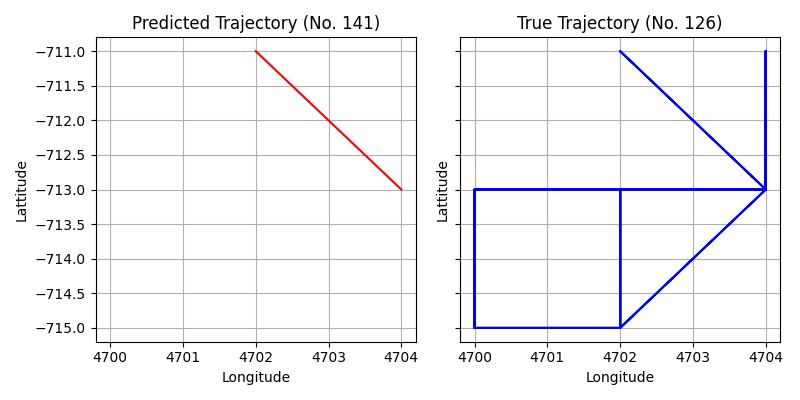 Predicted Trajectory (No. 141)
True Trajectory (No. 126)
Lattitude
−711.0
−711.5
−712.0
−712.5
−713.0
−713.5
−714.0
−714.5
−715.0
4700 4701 4702 4703 4704
Longitude
Lattitude
4700 4701 4702 4703 4704
Longitude